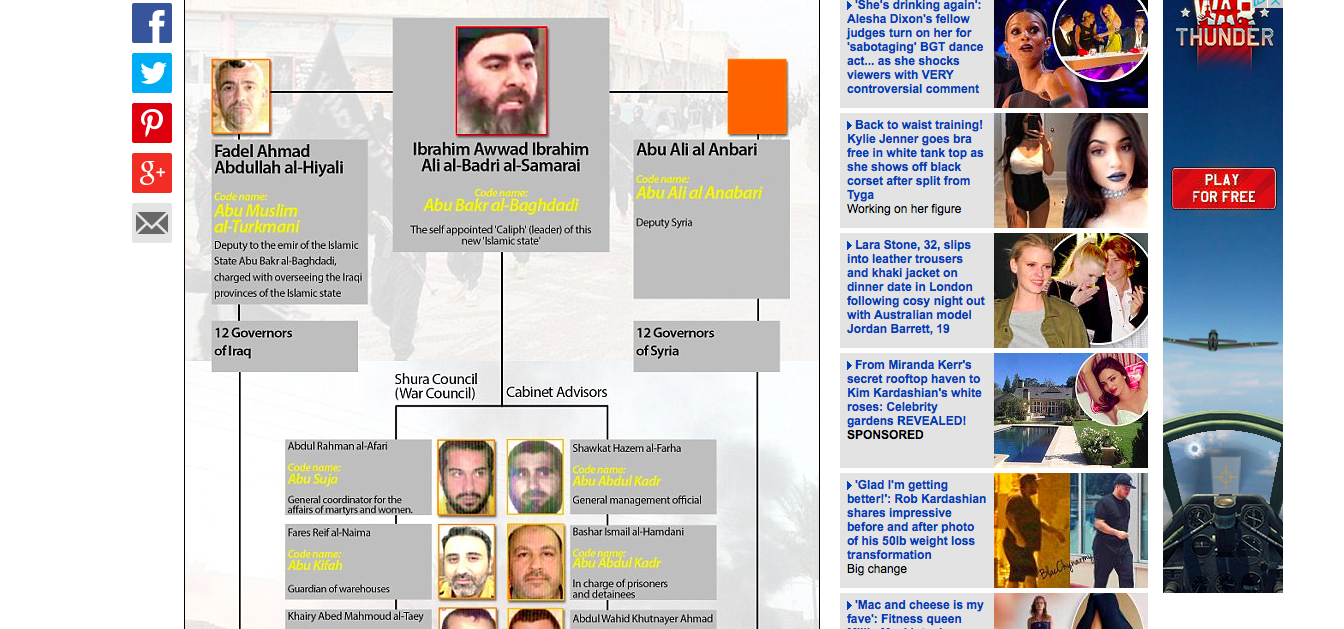 Fadel Ahmad
Abdullah al-Hiyali
Code name:
Abu Muslim
al-Turkmani
Deputy to the emir of the Islamic
State Abu Bakr al-Baghdadi,
charged with overseeing the Iraqi
provinces of the Islamic state
Ibrahim Awwad Ibrahim
Ali al-Badri al-Samarai
Code name:
Abu Bakr al-Baghdadi
The self appointed 'Caliph' (leader) of this
new 'Islamic state'
Abu Ali al Anbari
Code name:
Abu Ali al Anabari
Deputy Syria
12 Governors
of Iraq
12 Governors
of Syria
Shura Council
(War Council)
Cabinet Advisors
Abdul Rahman al-Afari
Code name:
Abu Suja
General coordinator for the
affairs of martyrs and women.
Shawkat Hazem al-Farha
Code name:
Abu Abdul Kadr
General management official
Fares Reif al-Naima
Code name:
Abu Kifah
Guardian of warehouses
Bashar Ismail al-Hamdani
Code name:
Abu Abdul Kadr
In charge of prisoners
and detainees
Khairy Abed Mahmoud al-Taey
Abdul Wahid Khutnayer Ahmad
'She's drinking again':
Alesha Dixon's fellow
judges turn on her for
'sabotaging' BGT dance
act... as she shocks
viewers with VERY
controversial comment
Back to waist training!
Kylie Jenner goes bra
free in white tank top as
she shows off black
corset after split from
Tyga
Working on her figure
Lara Stone, 32, slips
into leather trousers
and khaki jacket on
dinner date in London
following cosy night out
with Australian model
Jordan Barrett, 19
From Miranda Kerr's
secret rooftop haven to
Kim Kardashian's white
roses: Celebrity
gardens REVEALED!
SPONSORED
'Glad I'm getting
better!': Rob Kardashian
shares impressive
before and after photo
of his 50lb weight loss
transformation
Big change
'Mac and cheese is my
fave': Fitness queen
WAR
THUNDER
PLAY
FOR FREE